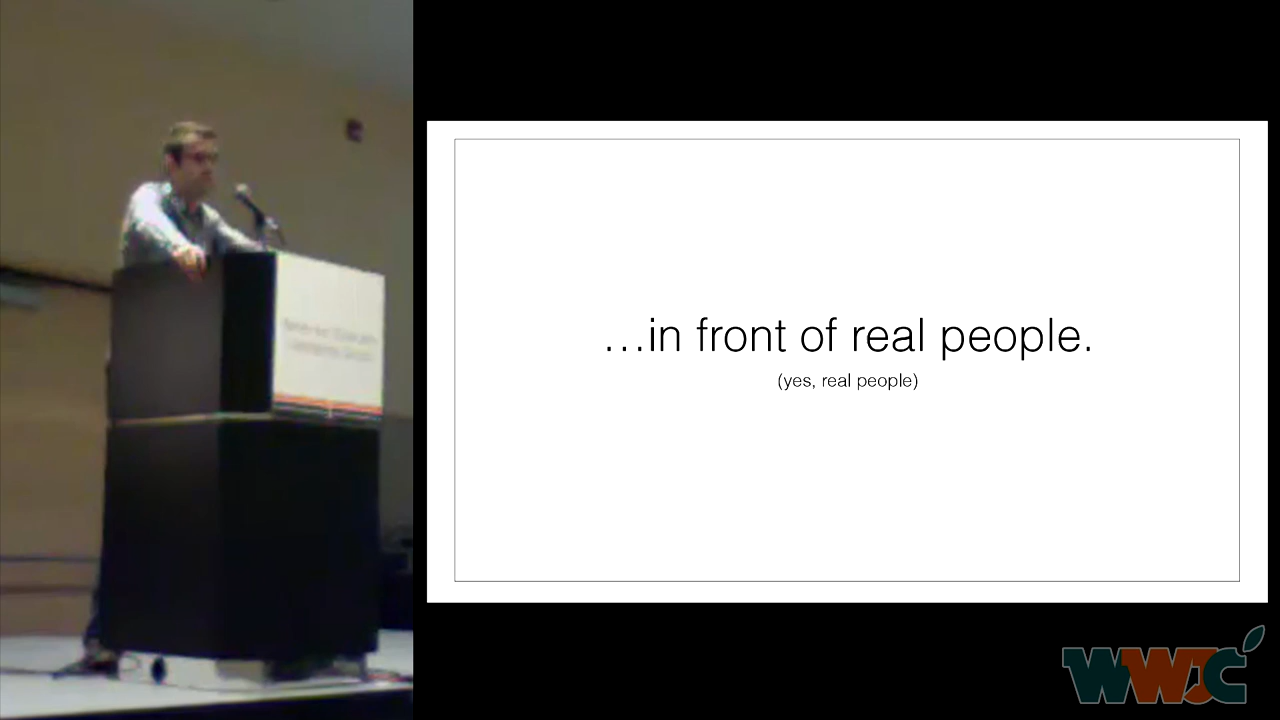 …in front of real people.
(yes, real people)
WWJC